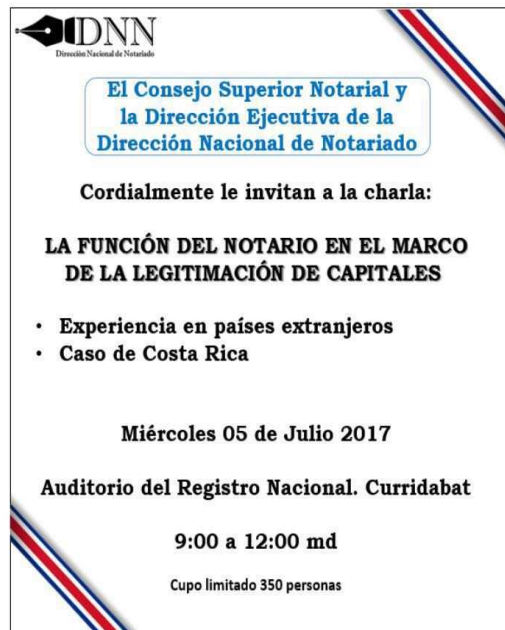 DNN
Dirección Nacional de Notariado
El Consejo Superior Notarial y
la Dirección Ejecutiva de la
Dirección Nacional de Notariado
Cordialmente le invitan a la charla:
LA FUNCIÓN DEL NOTARIO EN EL MARCO
DE LA LEGITIMACIÓN DE CAPITALES
• Experiencia en países extranjeros
• Caso de Costa Rica
Miércoles 05 de Julio 2017
Auditorio del Registro Nacional. Curridabat
9:00 a 12:00 md
Cupo limitado 350 personas